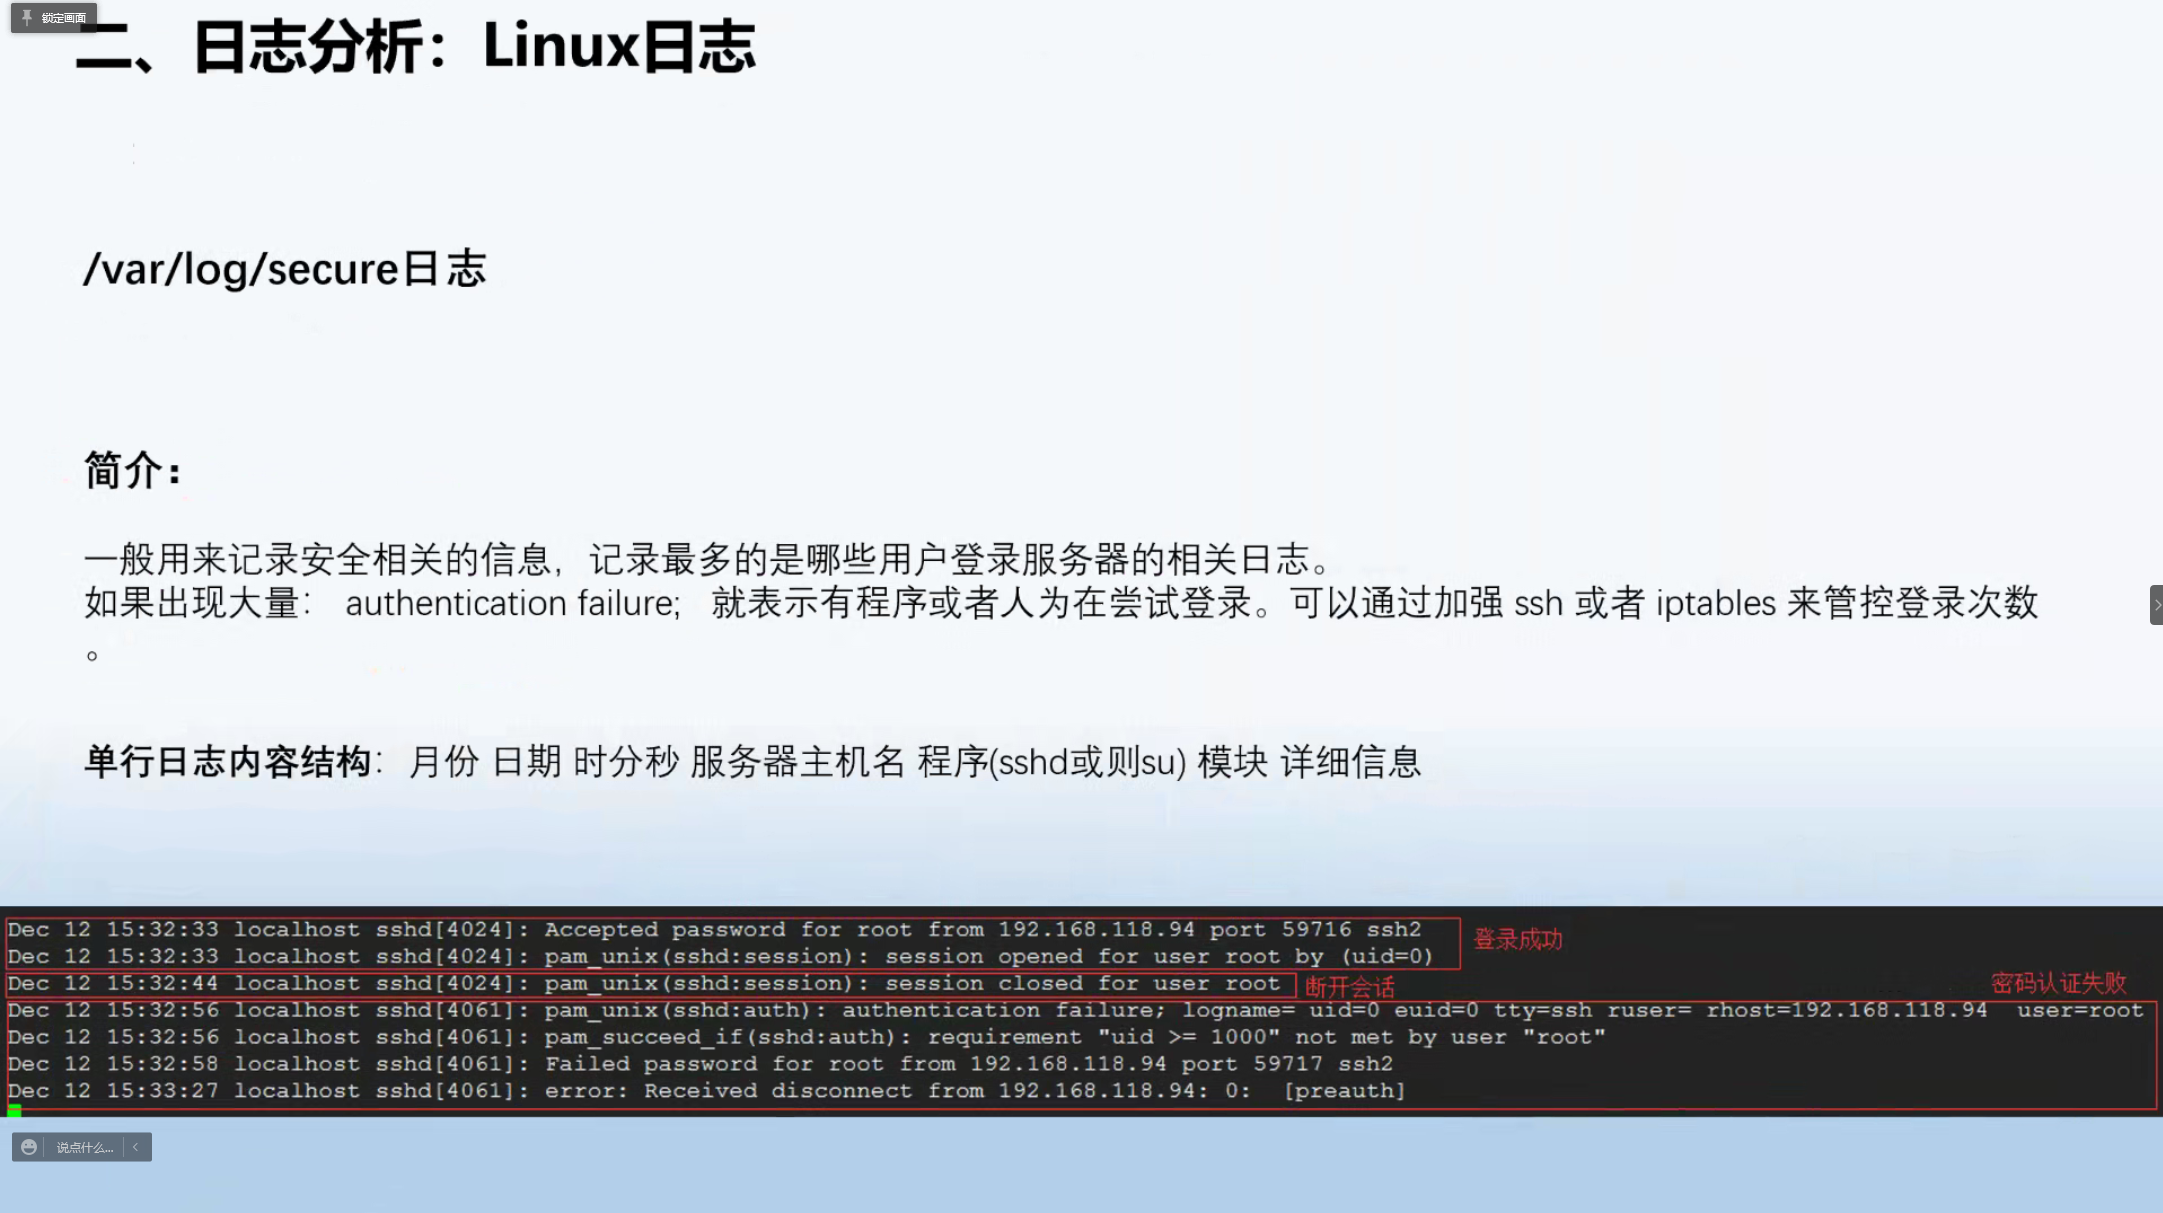 锁定画面
二、日志分析：Linux日志
/var/log/secure日志
简介：
一般用来记录安全相关的信息，记录最多的是哪些用户登录服务器的相关日志。
如果出现大量： authentication failure; 就表示有程序或者人为在尝试登录。可以通过加强 ssh 或者 iptables 来管控登录次数
。
单行日志内容结构：月份 日期 时分秒 服务器主机名 程序(sshd或则su) 模块 详细信息
Dec 12 15:32:33 localhost sshd[4024]: Accepted password for root from 192.168.118.94 port 59716 ssh2
登录成功
Dec 12 15:32:33 localhost sshd[4024]: pam_unix(sshd:session): session opened for user root by (uid=0)
Dec 12 15:32:44 localhost sshd[4024]: pam_unix(sshd:session): session closed for user root
断开会话
密码认证失败
Dec 12 15:32:56 localhost sshd[4061]: pam_unix(sshd:auth): authentication failure; logname= uid=0 euid=0 tty=ssh ruser= rhost=192.168.118.94  user=root
Dec 12 15:32:56 localhost sshd[4061]: pam_succeed_if(sshd:auth): requirement "uid >= 1000" not met by user "root"
Dec 12 15:32:58 localhost sshd[4061]: Failed password for root from 192.168.118.94 port 59717 ssh2
Dec 12 15:33:27 localhost sshd[4061]: error: Received disconnect from 192.168.118.94: 0:  [preauth]
说点什么...